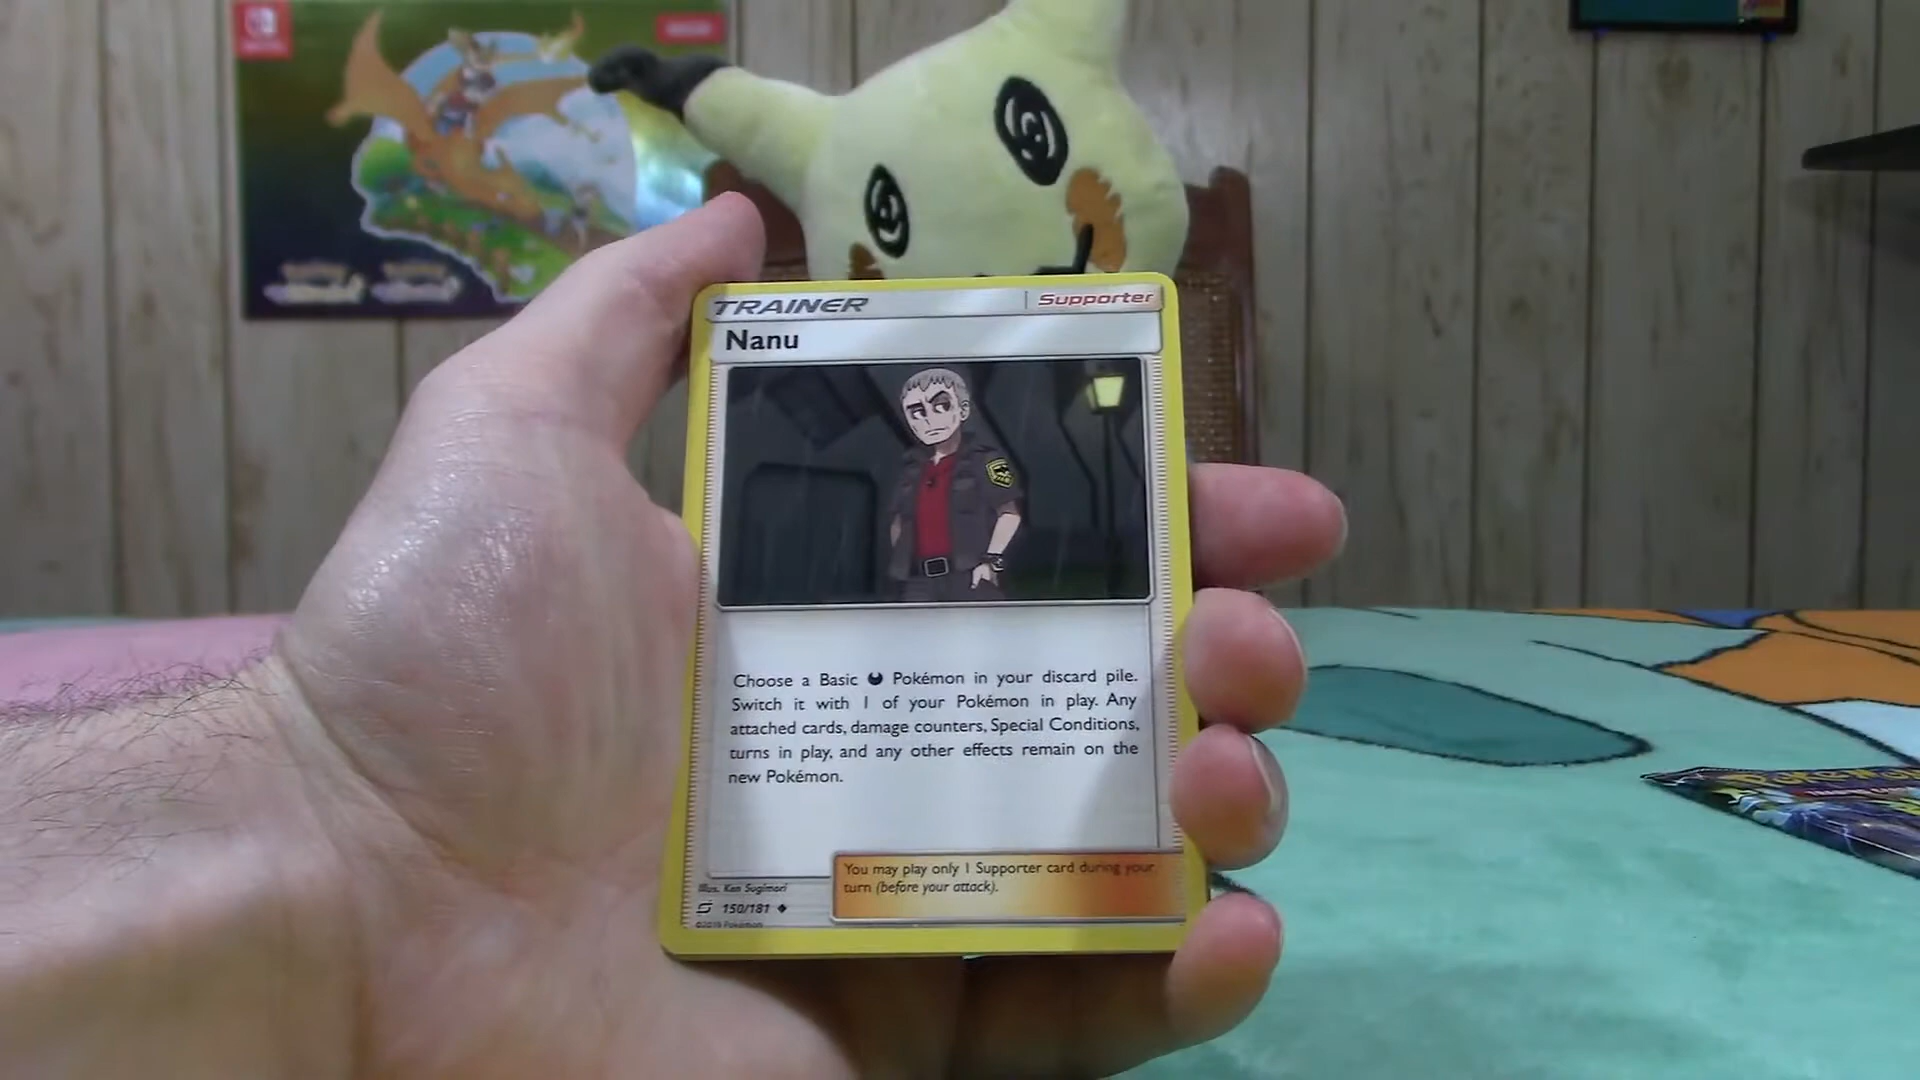 TRAINER
Supporter
Nanu
Choose a Basic Pokémon in your discard pile.
Switch it with 1 of your Pokémon in play. Any
attached cards, damage counters, Special Conditions,
turns in play, and any other effects remain on the
new Pokémon.
You may play only 1 Supporter card during your
turn (before your attack).
Illus. Ken Sugimori
150/181
©2019 Pokémon